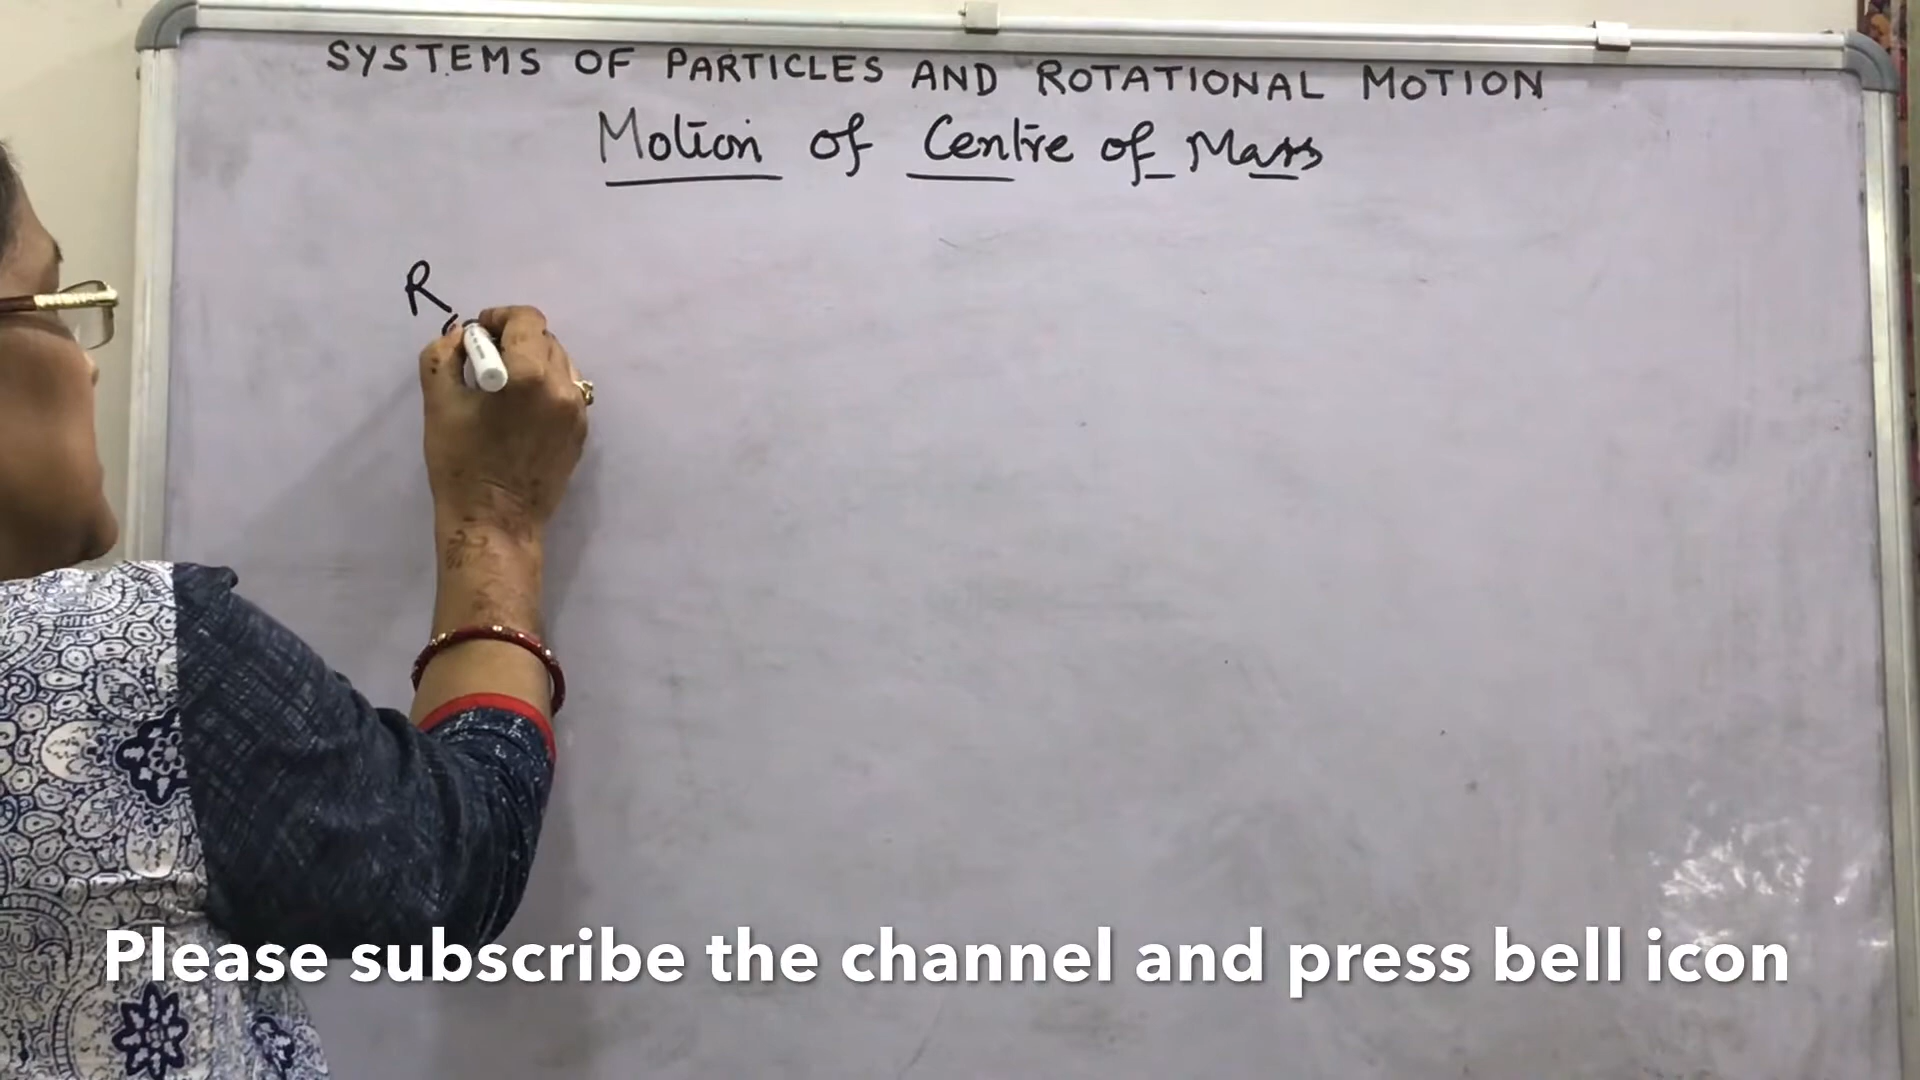 SYSTEMS OF PARTICLES AND ROTATIONAL MOTION
Motion of Centre of Mass
R
Please subscribe the channel and press bell icon